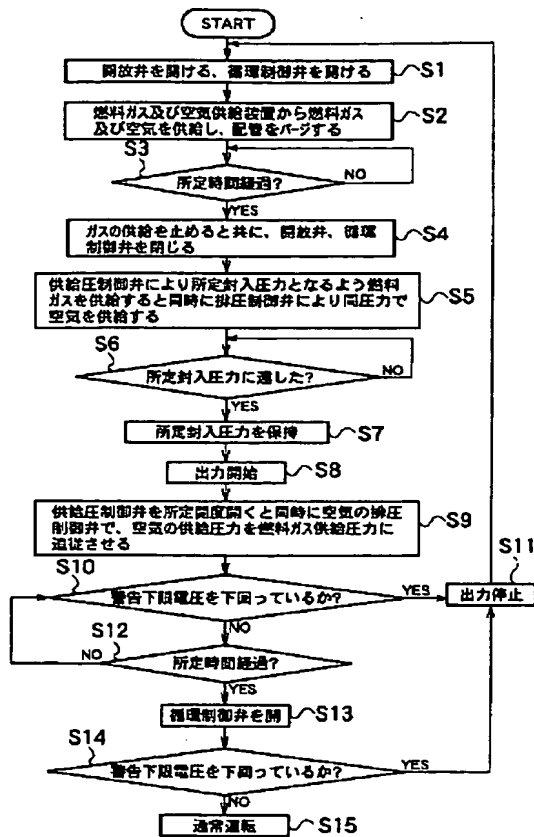 START
開放弁を開ける、循環制御弁を開ける
S1
燃料ガス及び空気供給装置から燃料ガス
及び空気を供給し、配管をパージする
S2
S3
所定時間経過?
NO
YES
ガスの供給を止めると共に、開放弁、循環
制御弁を閉じる
S4
供給圧制御弁により所定封入圧力となるよう燃料
ガスを供給すると同時に排圧制御弁により同圧力で
空気を供給する
S5
S6
所定封入圧力に達した?
NO
YES
所定封入圧力を保持
S7
出力開始
S8
供給圧制御弁を所定開度開くと同時に空気の排圧
制御弁で、空気の供給圧力を燃料ガス供給圧力に
追従させる
S9
S10
警告下限電圧を下回っているか?
YES
S11
出力停止
NO
S12
所定時間経過?
NO
YES
循環制御弁を開
S13
S14
警告下限電圧を下回っているか?
YES
NO
通常運転
S15